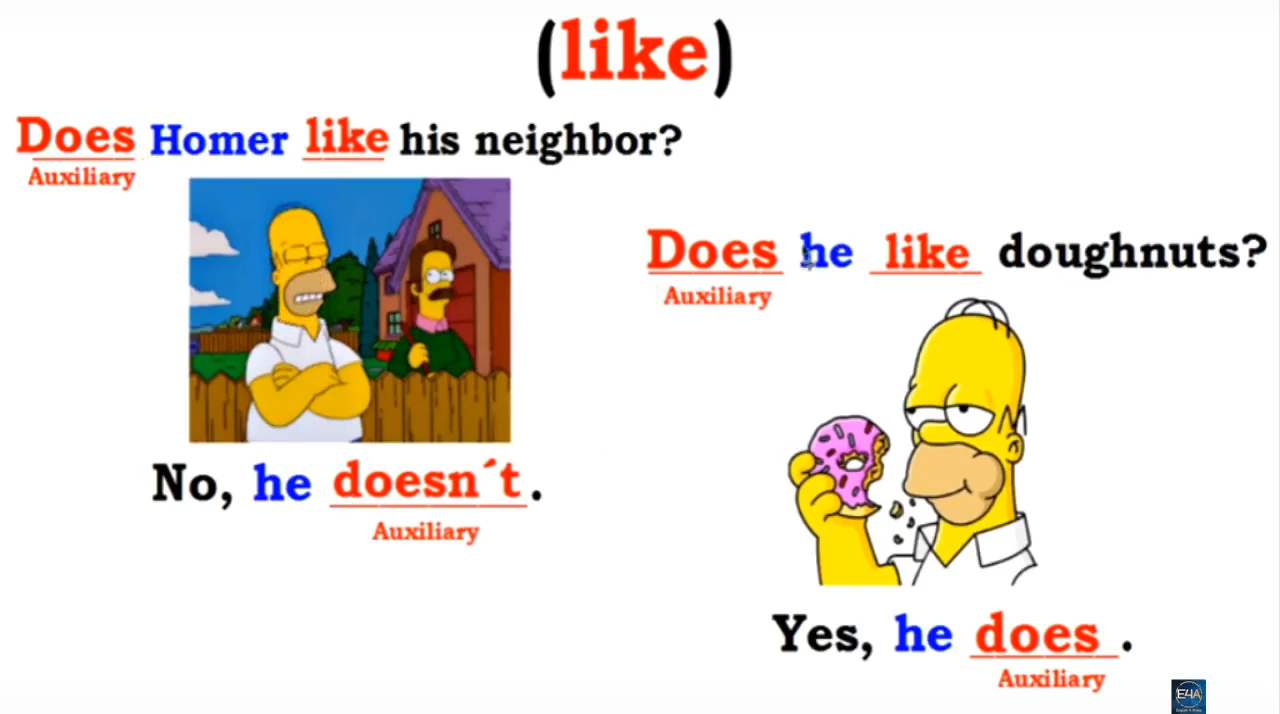 (like)
Does Homer like his neighbor?
Auxiliary
No, he doesn´t.
Auxiliary
Does he like doughnuts?
Auxiliary
Yes, he does.
Auxiliary
E4A